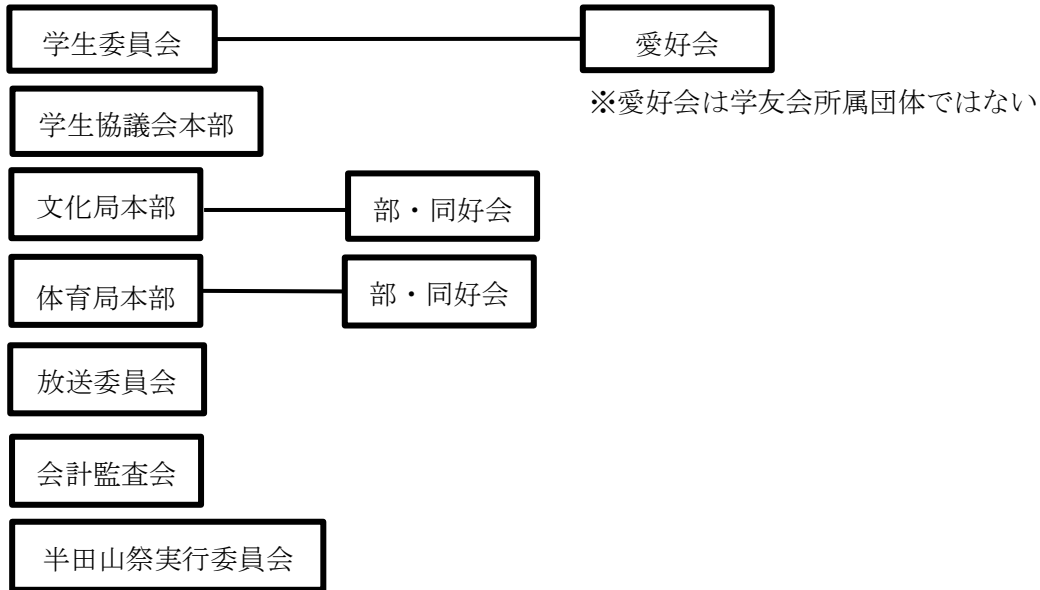 学生委員会
愛好会
※愛好会は学友会所属団体ではない
学生協議会本部
文化局本部
部・同好会
体育局本部
部・同好会
放送委員会
会計監査会
半田山祭実行委員会